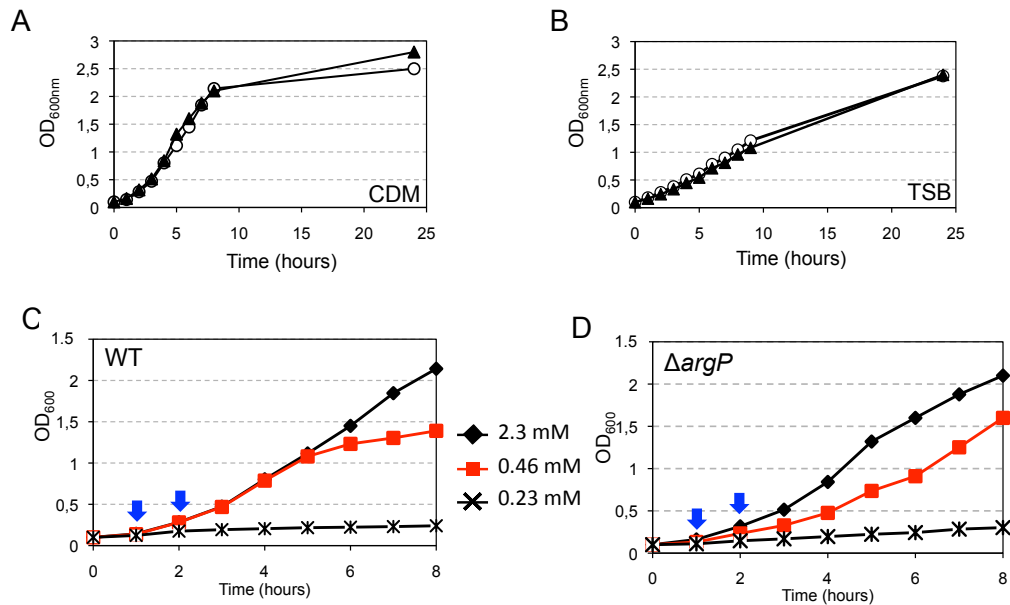 A
OD600nm
3
2,5
2
1,5
1
0,5
0
CDM
0 5 10 15 20 25
Time (hours)
B
OD600nm
3
2,5
2
1,5
1
0,5
0
TSB
0 5 10 15 20 25
Time (hours)
C
OD600
1.5
2
1.5
1
0.5
0
WT
0 2 4 6 8
Time (hours)
2.3 mM
0.46 mM
0.23 mM
D
OD600
1.5
2
1.5
1
0.5
0
ΔargP
0 2 4 6 8
Time (hours)